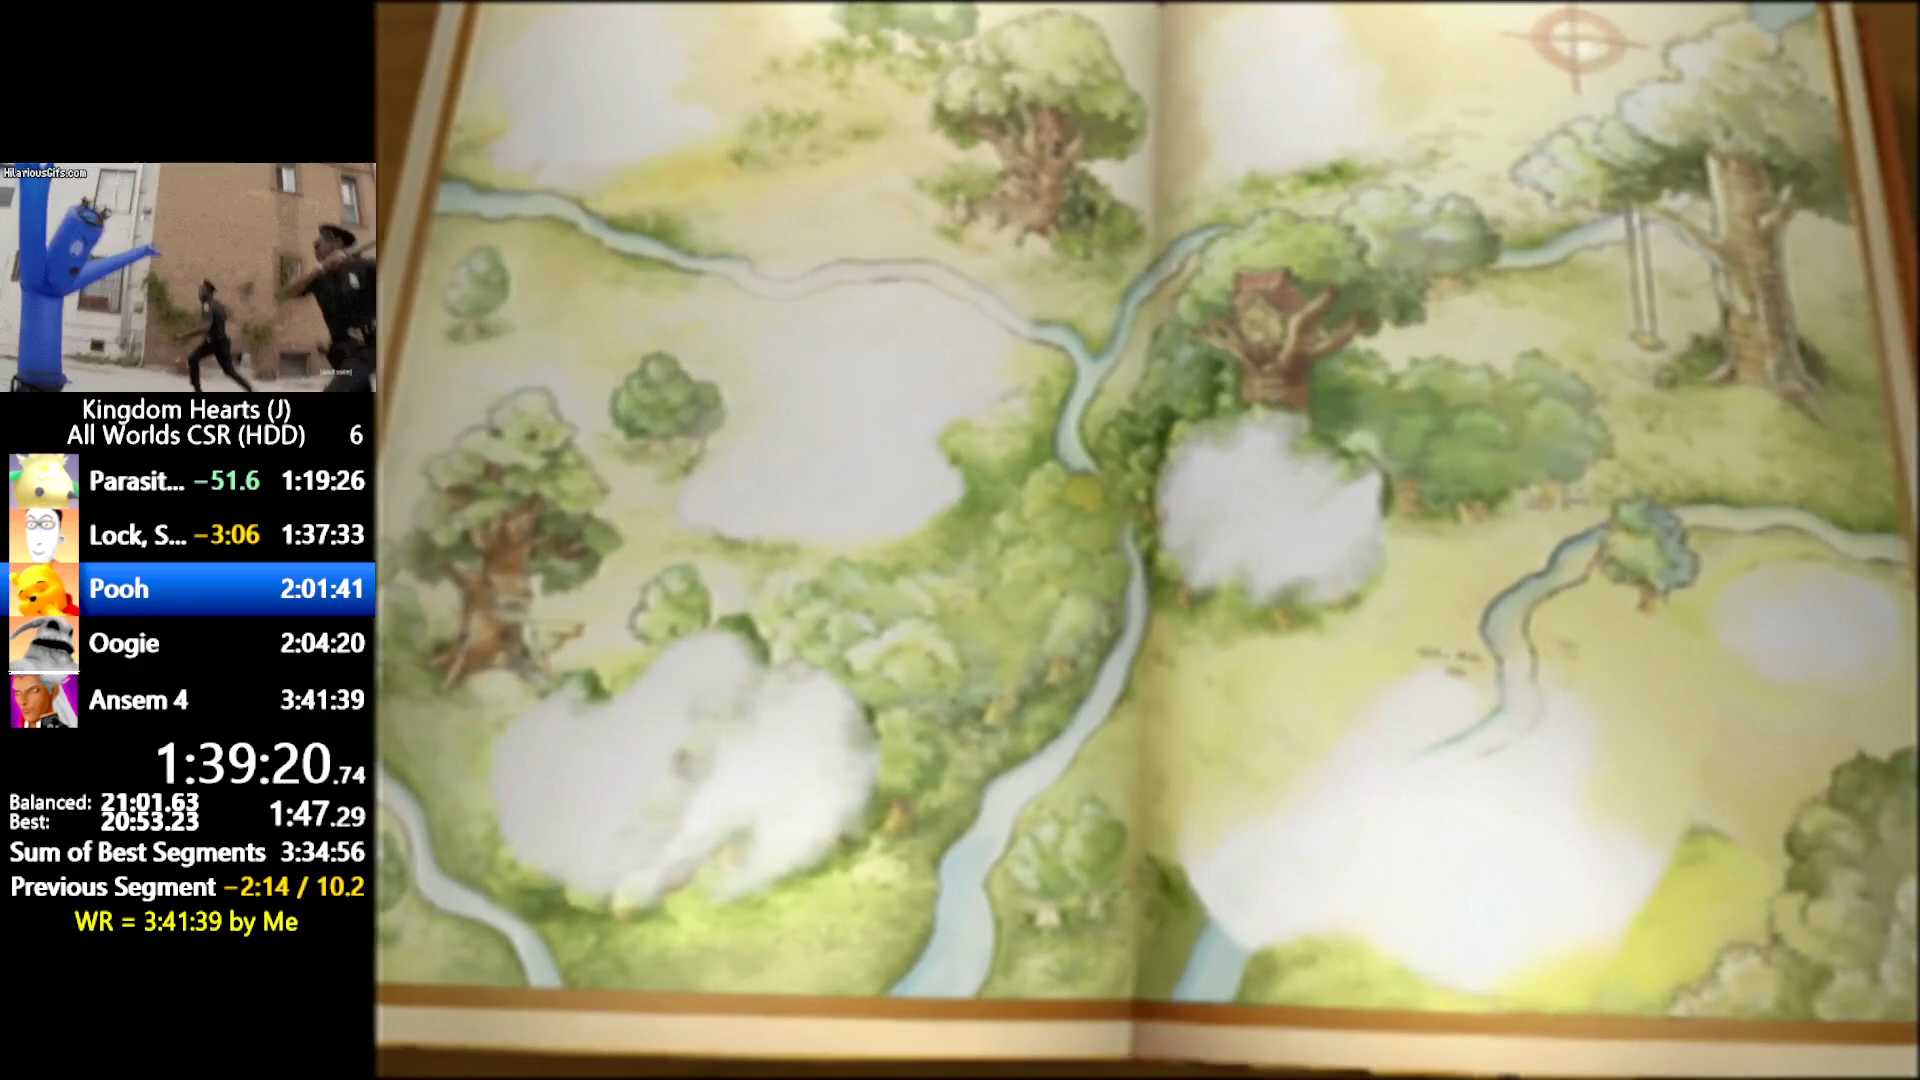 HilariousGifs.com
[adult swim]
Kingdom Hearts (J)
All Worlds CSR (HDD) 6
Parasit... −51.6 1:19:26
Lock, S... −3:06 1:37:33
Pooh 2:01:41
Oogie 2:04:20
Ansem 4 3:41:39
1:39:20.74
Balanced: 21:01.63
Best: 20:53.23 1:47.29
Sum of Best Segments 3:34:56
Previous Segment −2:14 / 10.2
WR = 3:41:39 by Me